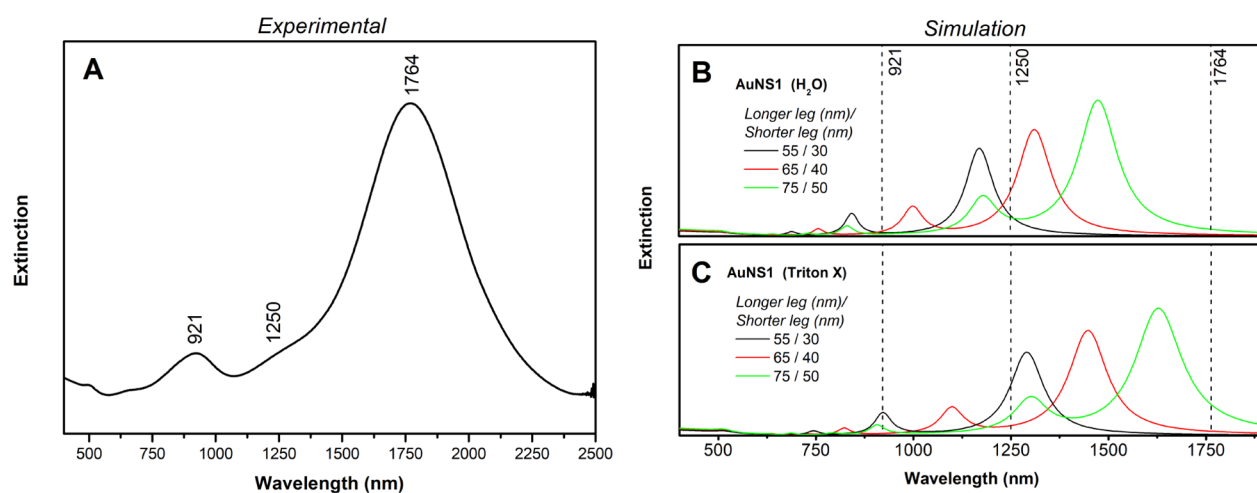 Experimental
A
1764
921
1250
Extinction
500
750
1000
1250
1500
1750
2000
2250
2500
Wavelength (nm)
Simulation
B
AuNS1 (H₂O)
Longer leg (nm)/
Shorter leg (nm)
55 / 30
65 / 40
75 / 50
921
1250
1764
Extinction
C
AuNS1 (Triton X)
Longer leg (nm)/
Shorter leg (nm)
55 / 30
65 / 40
75 / 50
500
750
1000
1250
1500
1750
Wavelength (nm)